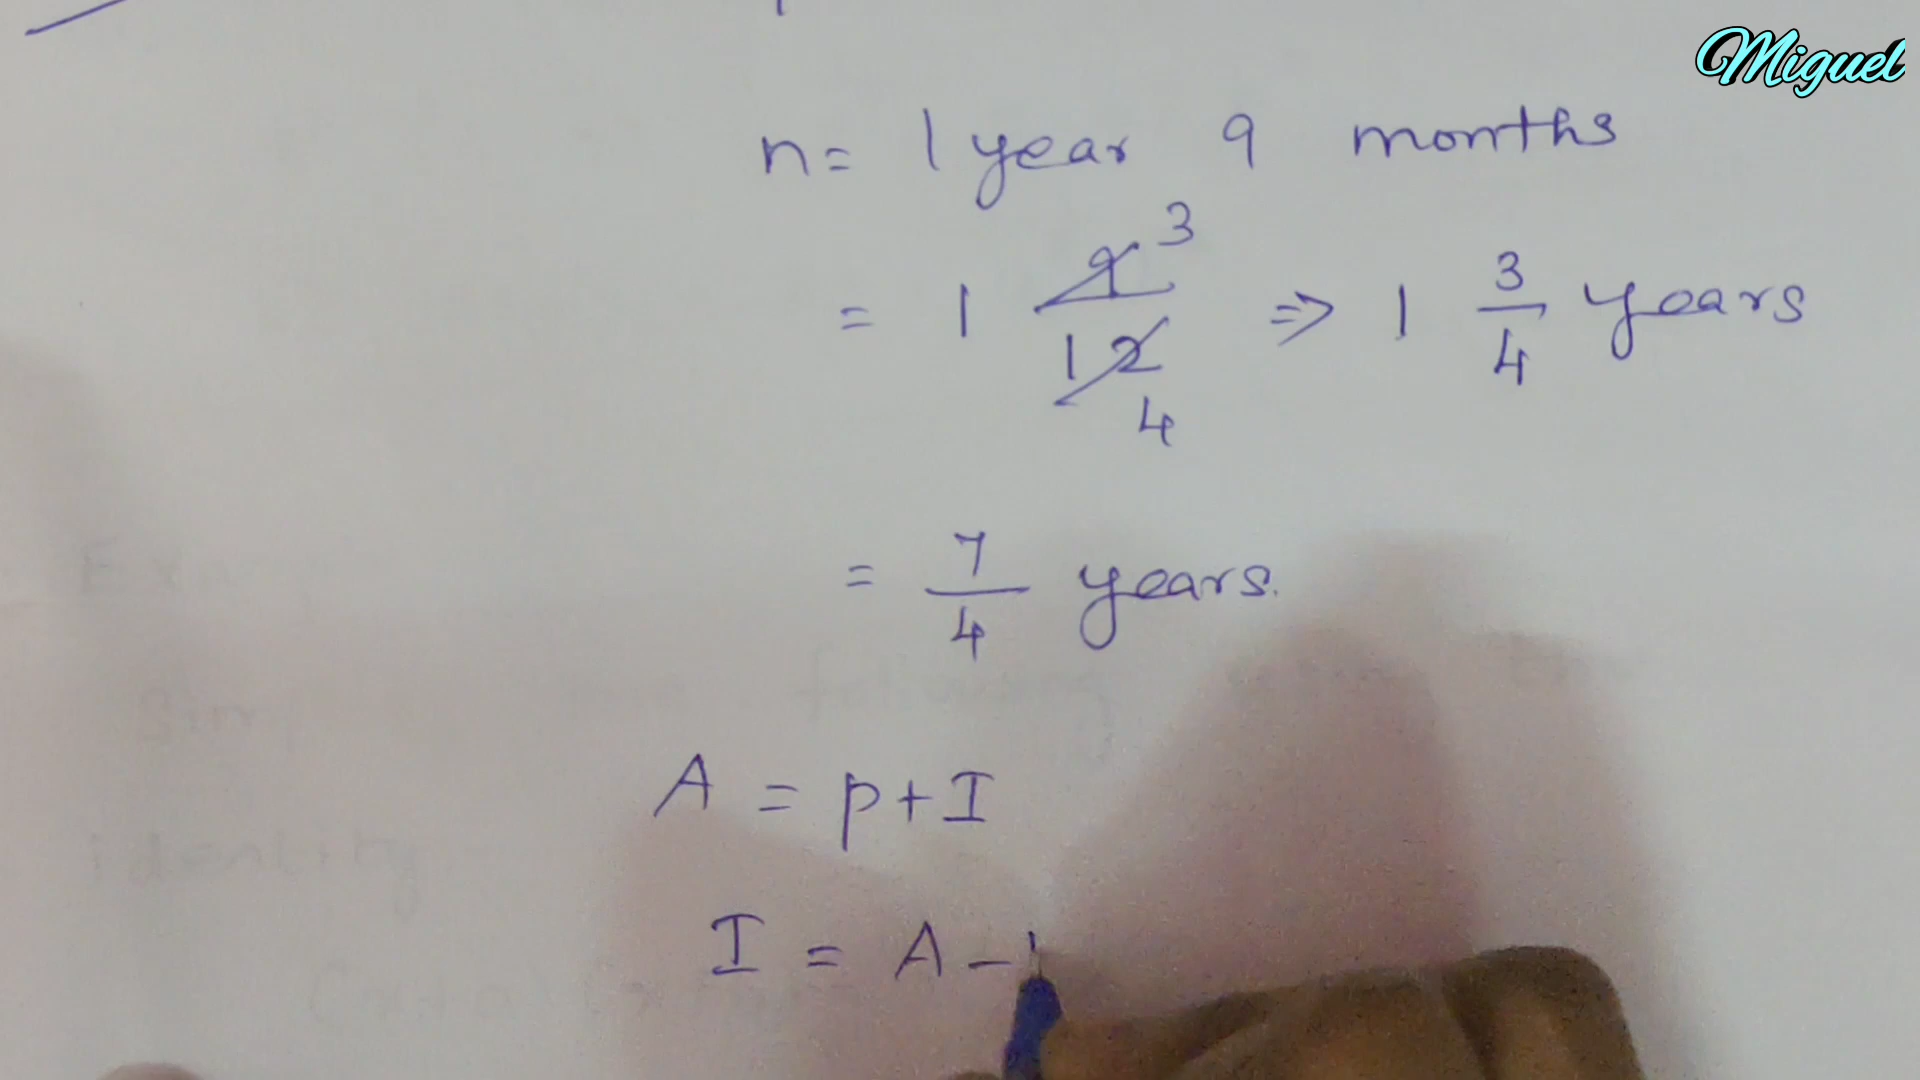 Miguel
n = 1 year 9 months
= 1 9/12 3 4 ⇒ 1 3/4 years
= 7/4 years.
A = p + I
I = A -